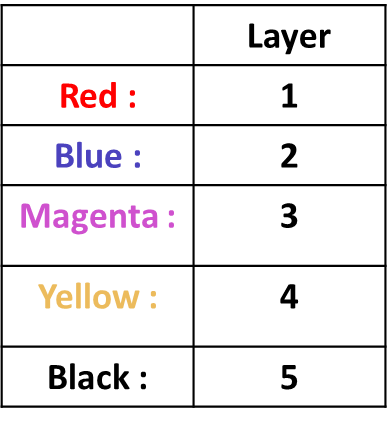 Layer
Red : 1
Blue : 2
Magenta : 3
Yellow : 4
Black : 5